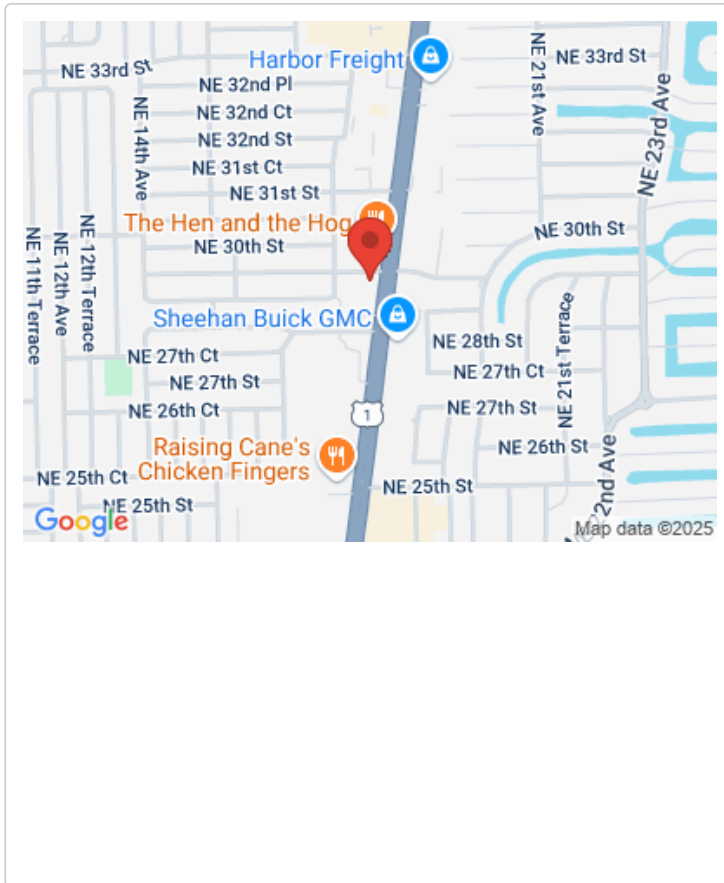 Harbor Freight
NE 33rd St
NE 33rd St
NE 32nd Pl
NE 14th Ave
NE 32nd Ct
NE 21st Ave
NE 23rd Ave
NE 32nd St
NE 31st Ct
NE 31st St
The Hen and the Hog
NE 30th St
NE 30th St
NE 11th Terrace
NE 12th Ave
NE 12th Terrace
Sheehan Buick GMC
NE 28th St
NE 21st Terrace
NE 27th Ct
NE 27th Ct
NE 27th St
NE 27th St
NE 26th Ct
1
NE 26th St
Raising Cane's
Chicken Fingers
NE 25th Ct
NE 25th St
NE 25th St
22nd Ave
Google
Map data ©2025